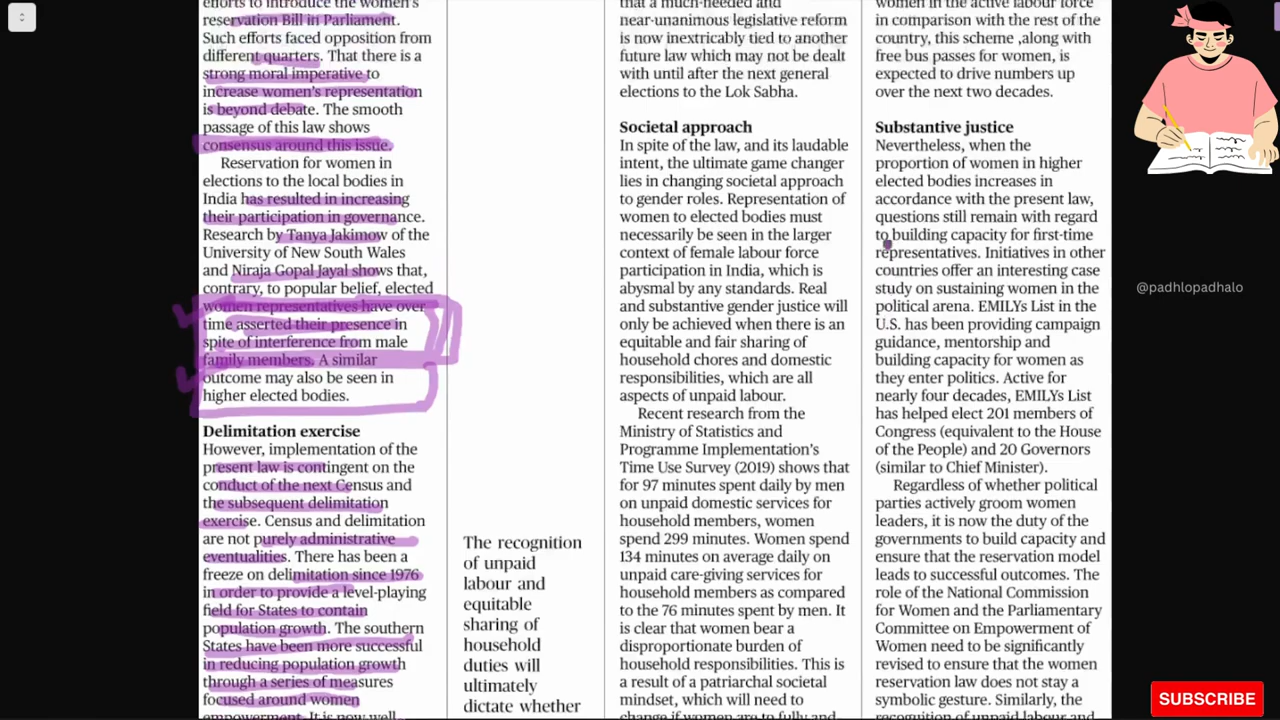 efforts to introduce the women's
reservation Bill in Parliament.
Such efforts faced opposition from
different quarters. That there is a
strong moral imperative to
increase women's representation
is beyond debate. The smooth
passage of this law shows
consensus around this issue.
Reservation for women in
elections to the local bodies in
India has resulted in increasing
their participation in governance.
Research by Tanya Jakimow of the
University of New South Wales
and Niraja Gopal Jayal shows that,
contrary, to popular belief, elected
women representatives have over
time asserted their presence in
spite of interference from male
family members. A similar
outcome may also be seen in
higher elected bodies.
Delimitation exercise
However, implementation of the
present law is contingent on the
conduct of the next Census and
the subsequent delimitation
exercise. Census and delimitation
are not purely administrative
eventualities. There has been a
freeze on delimitation since 1976
in order to provide a level-playing
field for States to contain
population growth. The southern
States have been more successful
in reducing population growth
through a series of measures
focused around women
empowerment. It is now well
The recognition
of unpaid
labour and
equitable
sharing of
household
duties will
ultimately
dictate whether
that a much-needed and
near-unanimous legislative reform
is now inextricably tied to another
future law which may not be dealt
with until after the next general
elections to the Lok Sabha.
Societal approach
In spite of the law, and its laudable
intent, the ultimate game changer
lies in changing societal approach
to gender roles. Representation of
women to elected bodies must
necessarily be seen in the larger
context of female labour force
participation in India, which is
abysmal by any standards. Real
and substantive gender justice will
only be achieved when there is an
equitable and fair sharing of
household chores and domestic
responsibilities, which are all
aspects of unpaid labour.
Recent research from the
Ministry of Statistics and
Programme Implementation's
Time Use Survey (2019) shows that
for 97 minutes spent daily by men
on unpaid domestic services for
household members, women
spend 299 minutes. Women spend
134 minutes on average daily on
unpaid care-giving services for
household members as compared
to the 76 minutes spent by men. It
is clear that women bear a
disproportionate burden of
household responsibilities. This is
a result of a patriarchal societal
mindset, which will need to
change if women are to fully and
women in the active labour force
in comparison with the rest of the
country, this scheme ,along with
free bus passes for women, is
expected to drive numbers up
over the next two decades.
Substantive justice
Nevertheless, when the
proportion of women in higher
elected bodies increases in
accordance with the present law,
questions still remain with regard
to building capacity for first-time
representatives. Initiatives in other
countries offer an interesting case
study on sustaining women in the
political arena. EMILYs List in the
U.S. has been providing campaign
guidance, mentorship and
building capacity for women as
they enter politics. Active for
nearly four decades, EMILYs List
has helped elect 201 members of
Congress (equivalent to the House
of the People) and 20 Governors
(similar to Chief Minister).
Regardless of whether political
parties actively groom women
leaders, it is now the duty of the
governments to build capacity and
ensure that the reservation model
leads to successful outcomes. The
role of the National Commission
for Women and the Parliamentary
Committee on Empowerment of
Women need to be significantly
revised to ensure that the women
reservation law does not stay a
symbolic gesture. Similarly, the
recognition of unpaid labour and
@padhlopadhalo
SUBSCRIBE